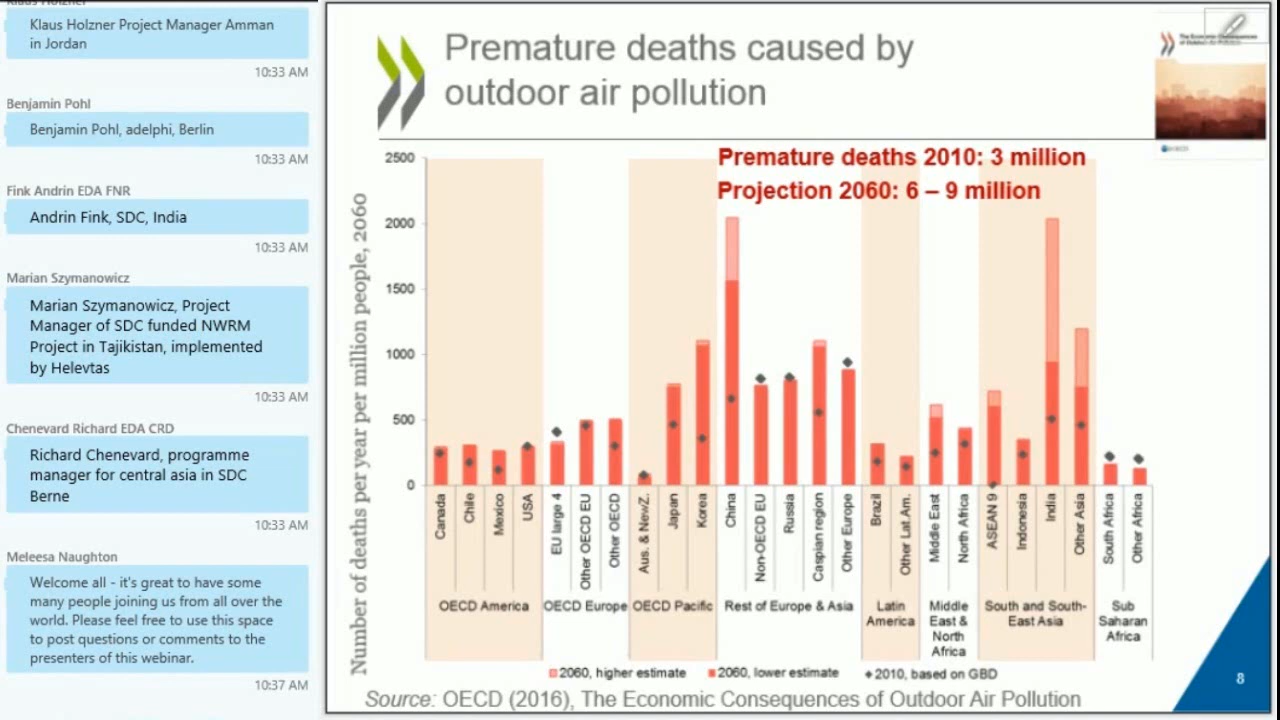 Klaus Holzner
Klaus Holzner Project Manager Amman
in Jordan
10:33 AM
Benjamin Pohl
Benjamin Pohl, adelphi, Berlin
10:33 AM
Fink Andrin EDA FNR
Andrin Fink, SDC, India
10:33 AM
Marian Szymanowicz
Marian Szymanowicz, Project
Manager of SDC funded NWRM
Project in Tajikistan, implemented
by Helevtas
10:33 AM
Chenevard Richard EDA CRD
Richard Chenevard, programme
manager for central asia in SDC
Berne
10:33 AM
Meleesa Naughton
Welcome all - it's great to have some
many people joining us from all over the
world. Please feel free to use this space
to post questions or comments to the
presenters of this webinar.
10:37 AM
Premature deaths caused by
outdoor air pollution
The Economic Consequences
of Outdoor Air Pollution
Premature deaths 2010: 3 million
Projection 2060: 6 – 9 million
Number of deaths per year per million people, 2060
2500
2000
1500
1000
500
0
Canada
Chile
Mexico
USA
EU large 4
Other OECD EU
Other OECD
Aus. & NewZ.
Japan
Korea
China
Non-OECD EU
Russia
Caspian region
Other Europe
Brazil
Other Lat Am.
Middle East
North Africa
ASEAN 9
Indonesia
India
Other Asia
South Africa
Other Africa
OECD America
OECD Europe
OECD Pacific
Rest of Europe & Asia
Latin
America
Middle
East &
North
Africa
South and South-
East Asia
Sub
Saharan
Africa
2060, higher estimate
2060, lower estimate
2010, based on GBD
Source: OECD (2016), The Economic Consequences of Outdoor Air Pollution
8